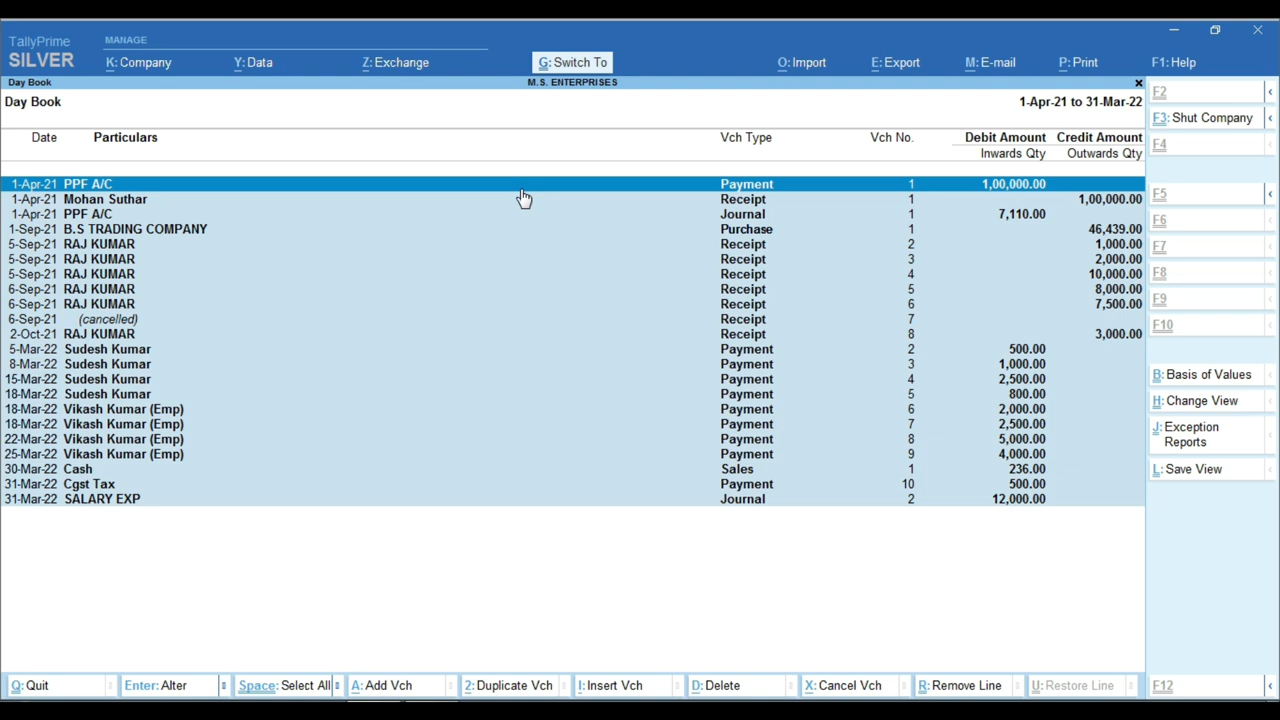 TallyPrime
MANAGE
SILVER
K: Company Y: Data Z: Exchange G: Switch To O: Import E: Export M: E-mail P: Print F1: Help
Day Book M.S. ENTERPRISES
Day Book 1-Apr-21 to 31-Mar-22
Date Particulars Vch Type Vch No. Debit Amount Credit Amount
Inwards Qty Outwards Qty
1-Apr-21 PPF A/C Payment 1 1,00,000.00
1-Apr-21 Mohan Suthar Receipt 1 1,00,000.00
1-Apr-21 PPF A/C Journal 1 7,110.00
1-Sep-21 B.S TRADING COMPANY Purchase 1 46,439.00
5-Sep-21 RAJ KUMAR Receipt 2 1,000.00
5-Sep-21 RAJ KUMAR Receipt 3 2,000.00
5-Sep-21 RAJ KUMAR Receipt 4 10,000.00
6-Sep-21 RAJ KUMAR Receipt 5 8,000.00
6-Sep-21 RAJ KUMAR Receipt 6 7,500.00
6-Sep-21 (cancelled) Receipt 7
2-Oct-21 RAJ KUMAR Receipt 8 3,000.00
5-Mar-22 Sudesh Kumar Payment 2 500.00
8-Mar-22 Sudesh Kumar Payment 3 1,000.00
15-Mar-22 Sudesh Kumar Payment 4 2,500.00
18-Mar-22 Sudesh Kumar Payment 5 800.00
18-Mar-22 Vikash Kumar (Emp) Payment 6 2,000.00
18-Mar-22 Vikash Kumar (Emp) Payment 7 2,500.00
22-Mar-22 Vikash Kumar (Emp) Payment 8 5,000.00
25-Mar-22 Vikash Kumar (Emp) Payment 9 4,000.00
30-Mar-22 Cash Sales 1 236.00
31-Mar-22 Cgst Tax Payment 10 500.00
31-Mar-22 SALARY EXP Journal 2 12,000.00
F2
F3: Shut Company
F4
F5
F6
F7
F8
F9
F10
B: Basis of Values
H: Change View
J: Exception
Reports
L: Save View
Q: Quit Enter: Alter Space: Select All A: Add Vch 2: Duplicate Vch I: Insert Vch D: Delete X: Cancel Vch R: Remove Line U: Restore Line F12